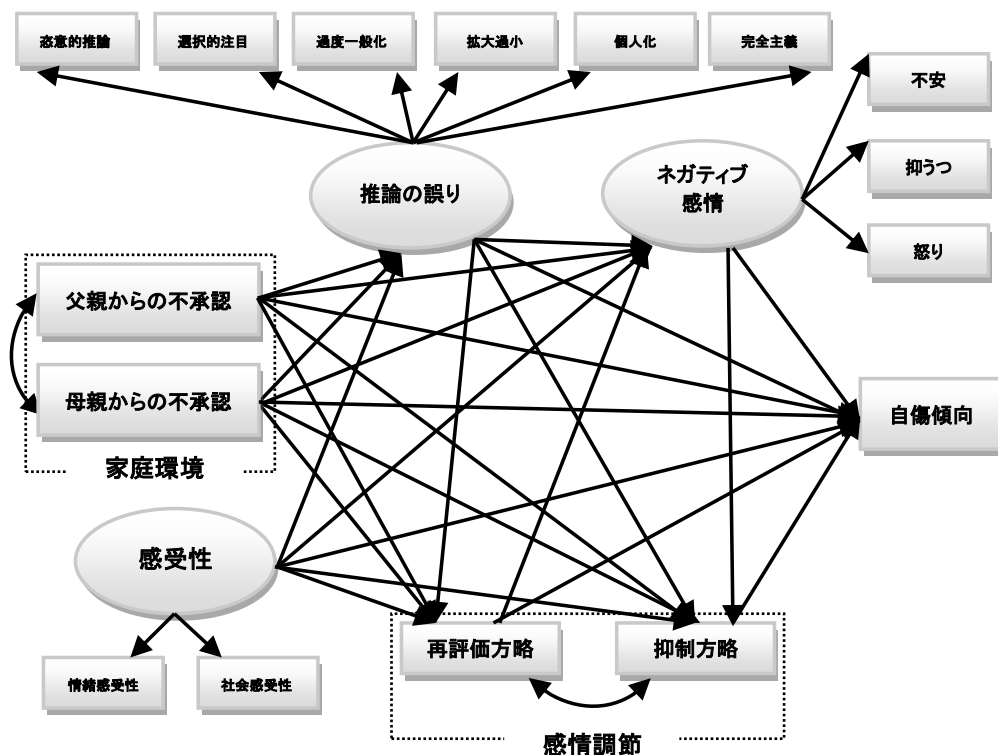 恣意的推論
選択的注目
過度一般化
拡大過小
個人化
完全主義
不安
抑うつ
怒り
推論の誤り
ネガティブ
感情
父親からの不承認
母親からの不承認
家庭環境
自傷傾向
感受性
情緒感受性
社会感受性
再評価方略
抑制方略
感情調節